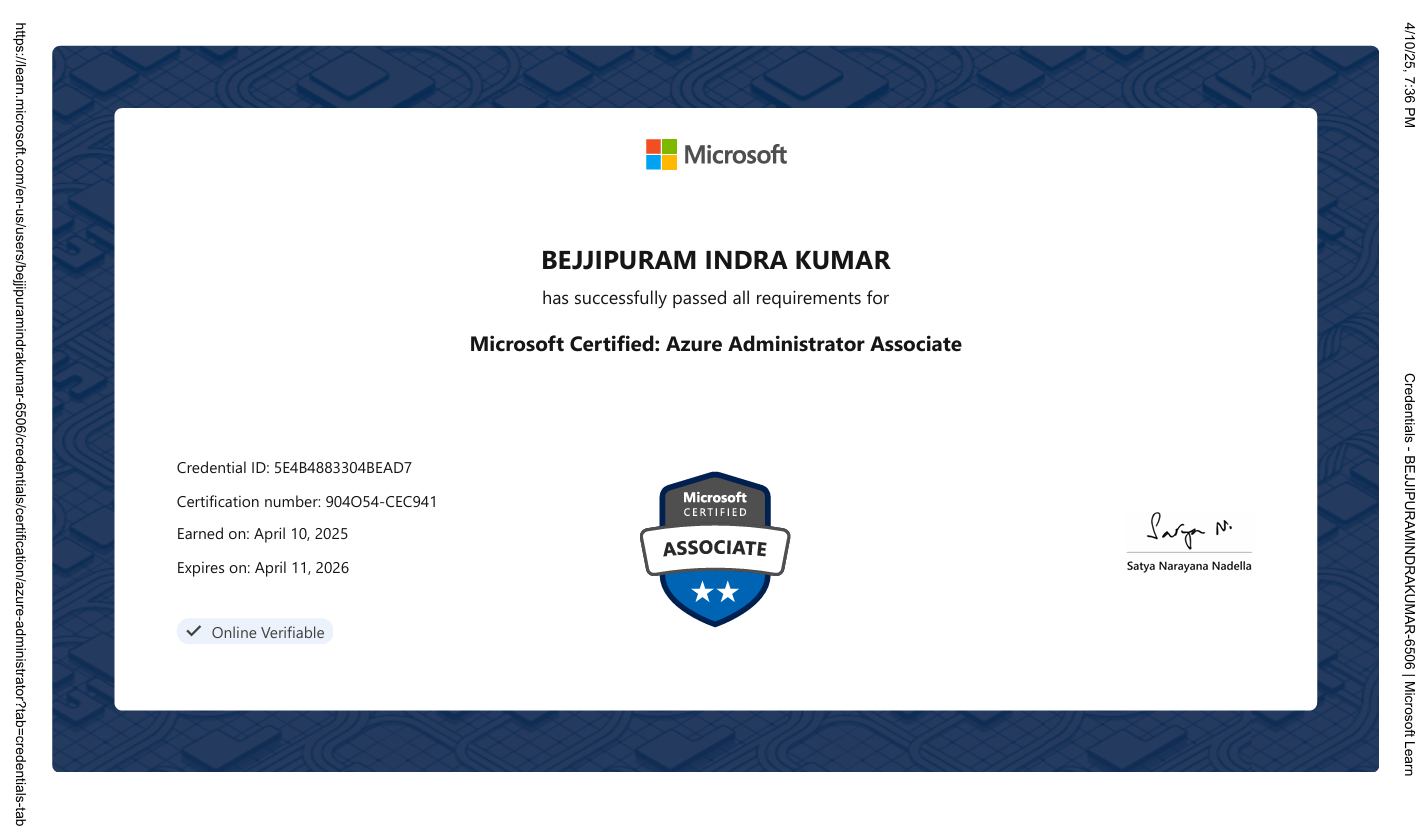 4/10/25, 7:36 PM
Credentials - BEJJIPURAMINDRAKUMAR-6506 | Microsoft Learn
Microsoft
BEJJIPURAM INDRA KUMAR
has successfully passed all requirements for
Microsoft Certified: Azure Administrator Associate
Credential ID: 5E4B4883304BEAD7
Certification number: 904O54-CEC941
Earned on: April 10, 2025
Expires on: April 11, 2026
Online Verifiable
Microsoft
CERTIFIED
ASSOCIATE
Satya N.
Satya Narayana Nadella
https://learn.microsoft.com/en-us/users/bejjipuramindrakumar-6506/credentials/certification/azure-administrator?tab=credentials-tab